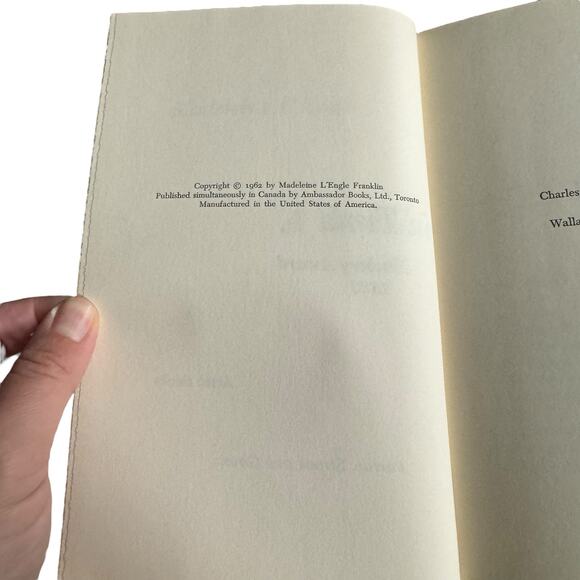 Copyright © 1962 by Madeleine L'Engle Franklin
Published simultaneously in Canada by Ambassador Books, Ltd., Toronto
Manufactured in the United States of America.
Charles
Walla